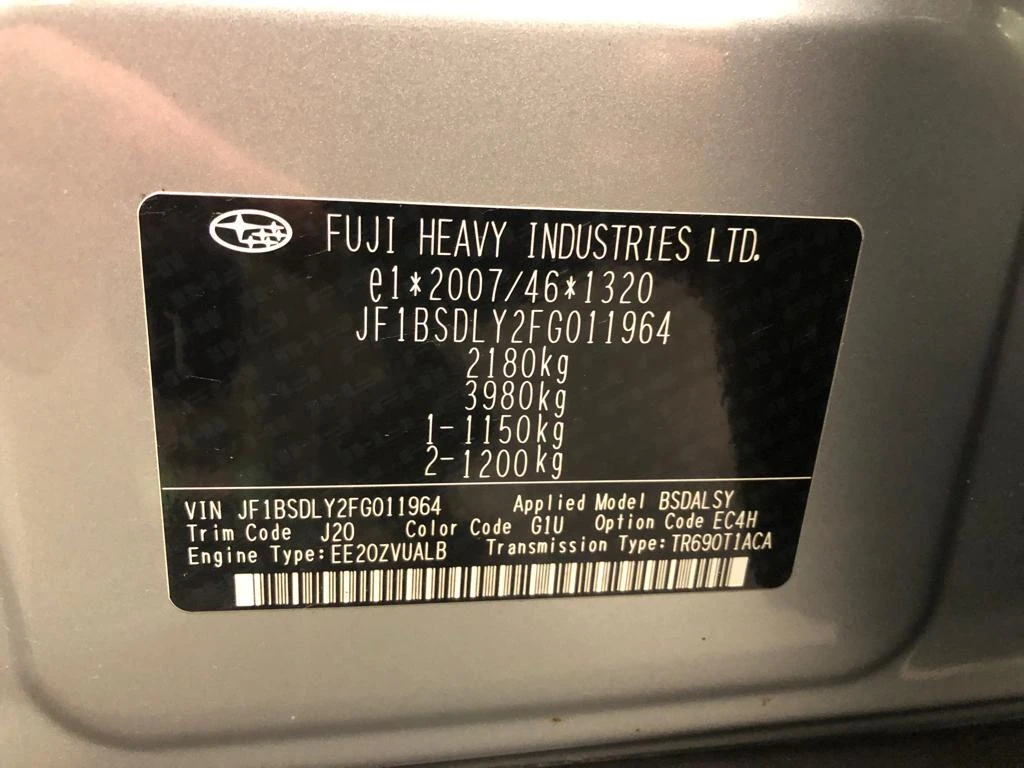 FUJI HEAVY INDUSTRIES LTD.
e1*2007/46*1320
JF1BSDLY2FG011964
2180kg
3980kg
1-1150kg
2-1200kg
VIN JF1BSDLY2FG011964 Applied Model BSDALSY
Trim Code J20 Color Code G1U Option Code EC4H
Engine Type:EE20ZVUALB Transmission Type:TR690T1ACA